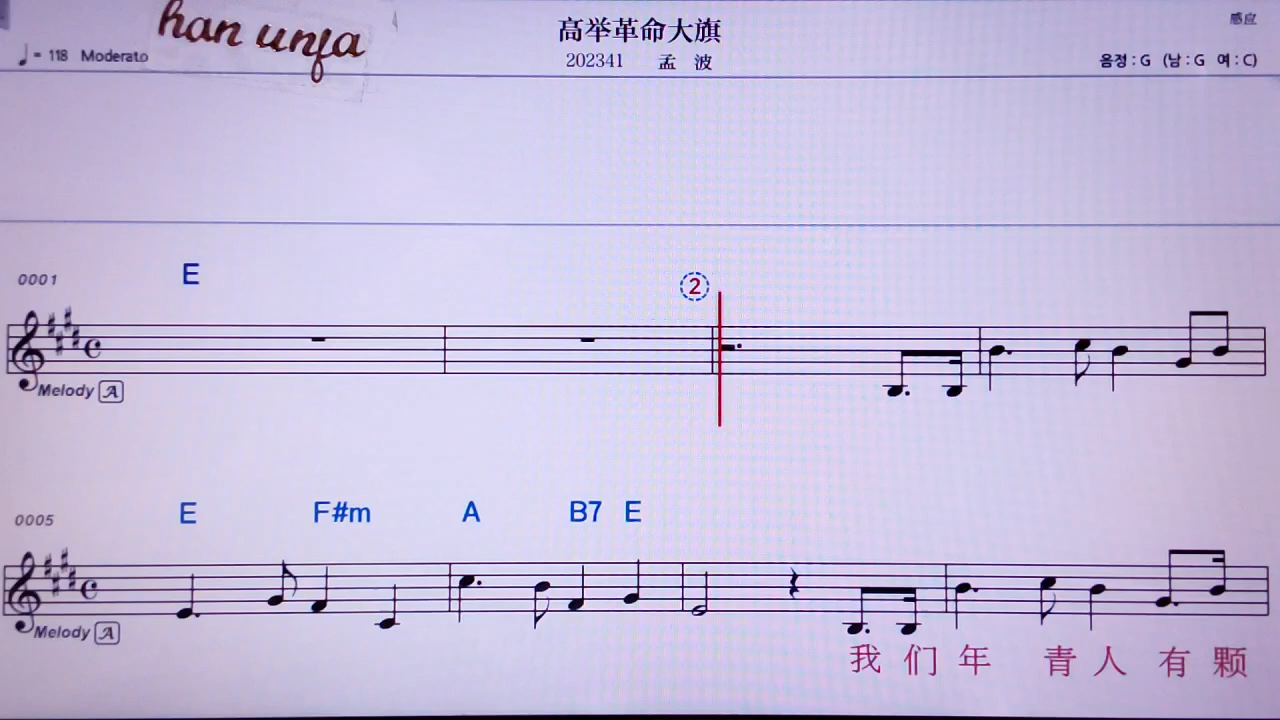 han unja
高举革命大旗
感应
♩= 118 Moderato
202341 孟 波
음정 : G (남 : G 여 : C)
0001 E ②
Melody A
0005 E F#m A B7 E
Melody A
我 们 年 青 人 有 颗